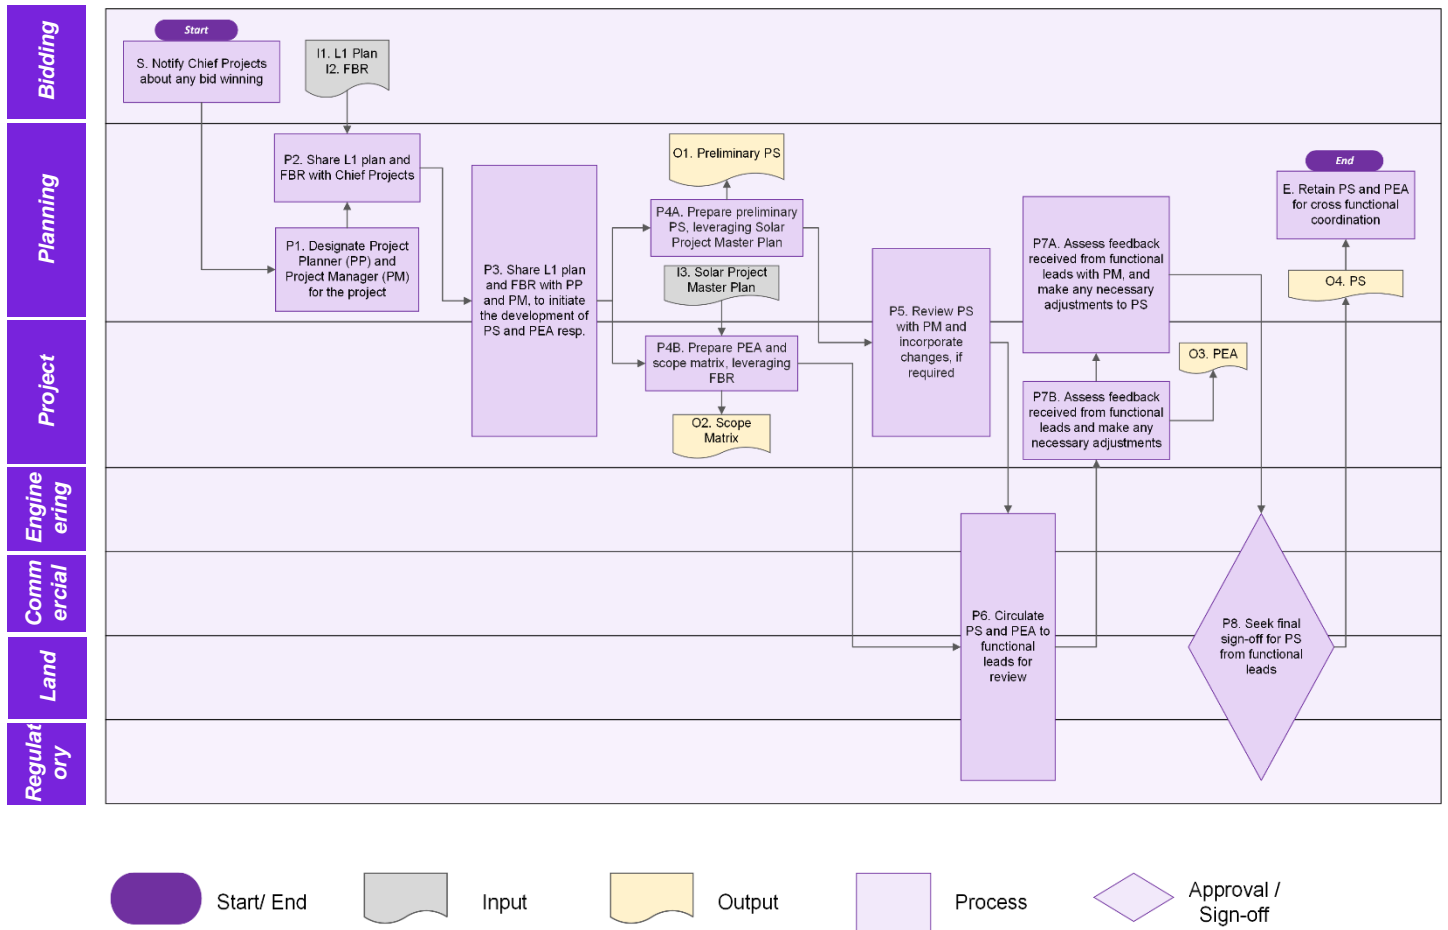 Bidding
Start
S. Notify Chief Projects
about any bid winning
I1. L1 Plan
I2. FBR
Planning
P2. Share L1 plan and
FBR with Chief Projects
P1. Designate Project
Planner (PP) and
Project Manager (PM)
for the project
P3. Share L1 plan
and FBR with PP
and PM, to initiate
the development of
PS and PEA resp.
O1. Preliminary PS
P4A. Prepare preliminary
PS, leveraging Solar
Project Master Plan
I3. Solar Project
Master Plan
P5. Review PS
with PM and
incorporate
changes, if
required
P7A. Assess feedback
received from functional
leads with PM, and
make any necessary
adjustments to PS
End
E. Retain PS and PEA
for cross functional
coordination
O4. PS
Project
P4B. Prepare PEA and
scope matrix, leveraging
FBR
O2. Scope
Matrix
P7B. Assess feedback
received from functional
leads and make any
necessary adjustments
O3. PEA
Engine
ering
Comm
ercial
Land
Regulat
ory
P6. Circulate
PS and PEA to
functional
leads for
review
P8. Seek final
sign-off for PS
from functional
leads
Start/ End
Input
Output
Process
Approval /
Sign-off